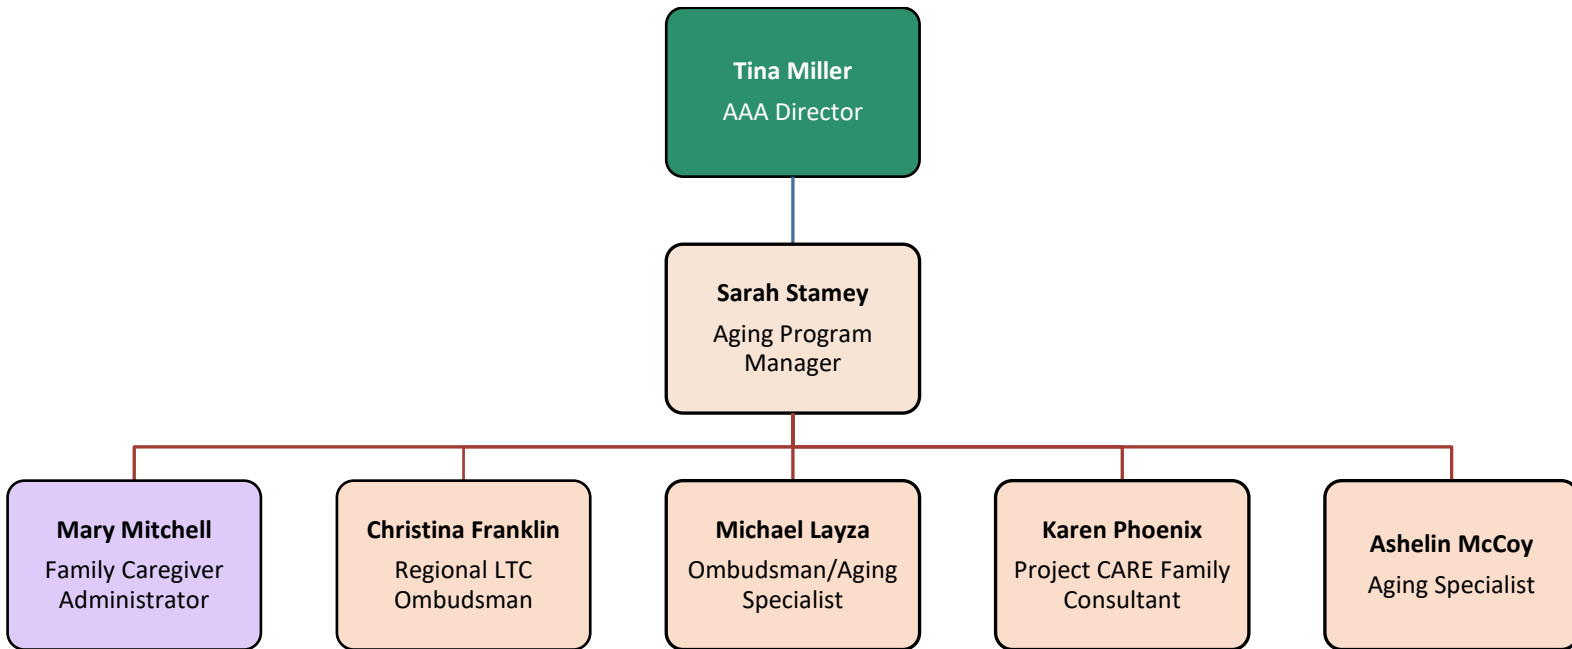 Tina Miller
AAA Director
Sarah Stamey
Aging Program
Manager
Mary Mitchell
Family Caregiver
Administrator
Christina Franklin
Regional LTC
Ombudsman
Michael Layza
Ombudsman/Aging
Specialist
Karen Phoenix
Project CARE Family
Consultant
Ashelin McCoy
Aging Specialist